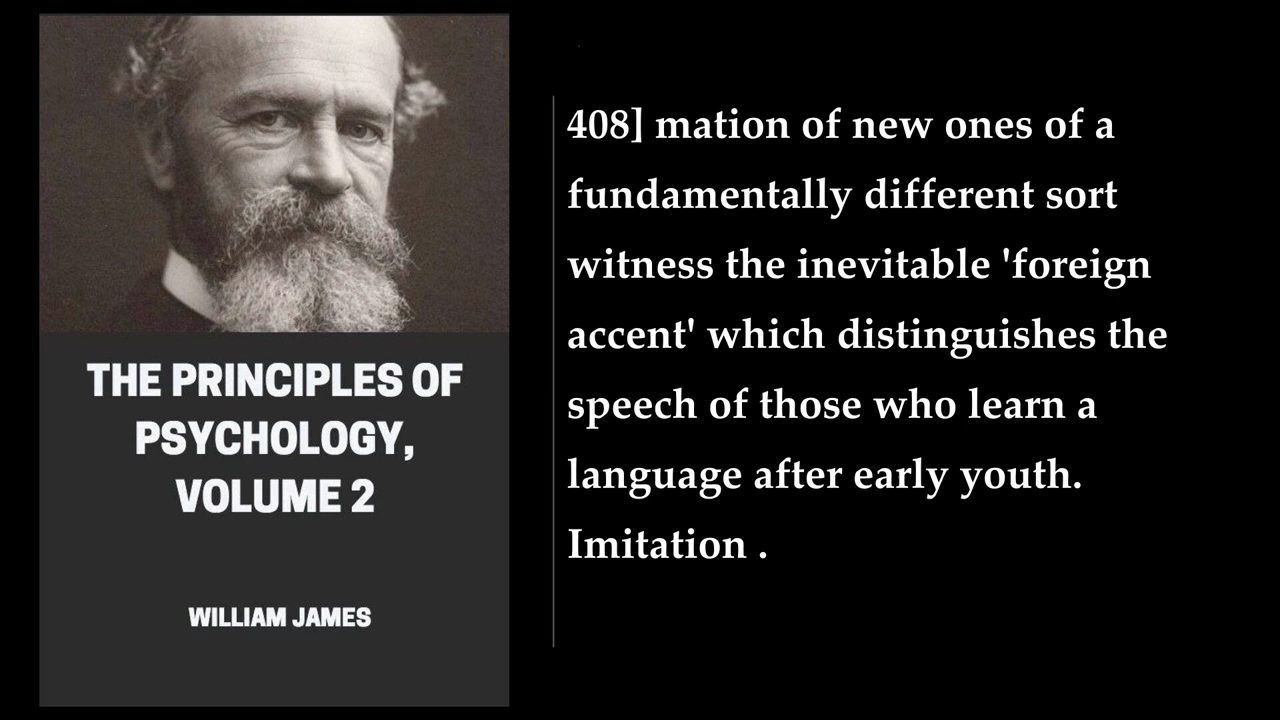 THE PRINCIPLES OF
PSYCHOLOGY,
VOLUME 2
WILLIAM JAMES
408] mation of new ones of a
fundamentally different sort
witness the inevitable 'foreign
accent' which distinguishes the
speech of those who learn a
language after early youth.
Imitation .